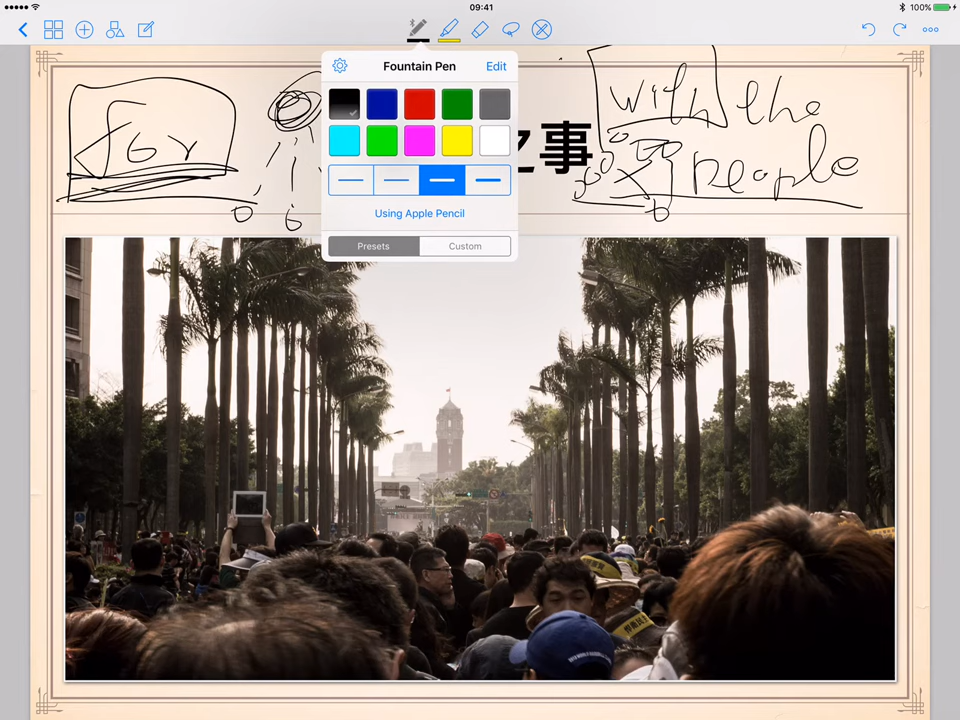 09:41
100%
Fountain Pen
Edit
Using Apple Pencil
Presets
Custom
for
之事
with the
people